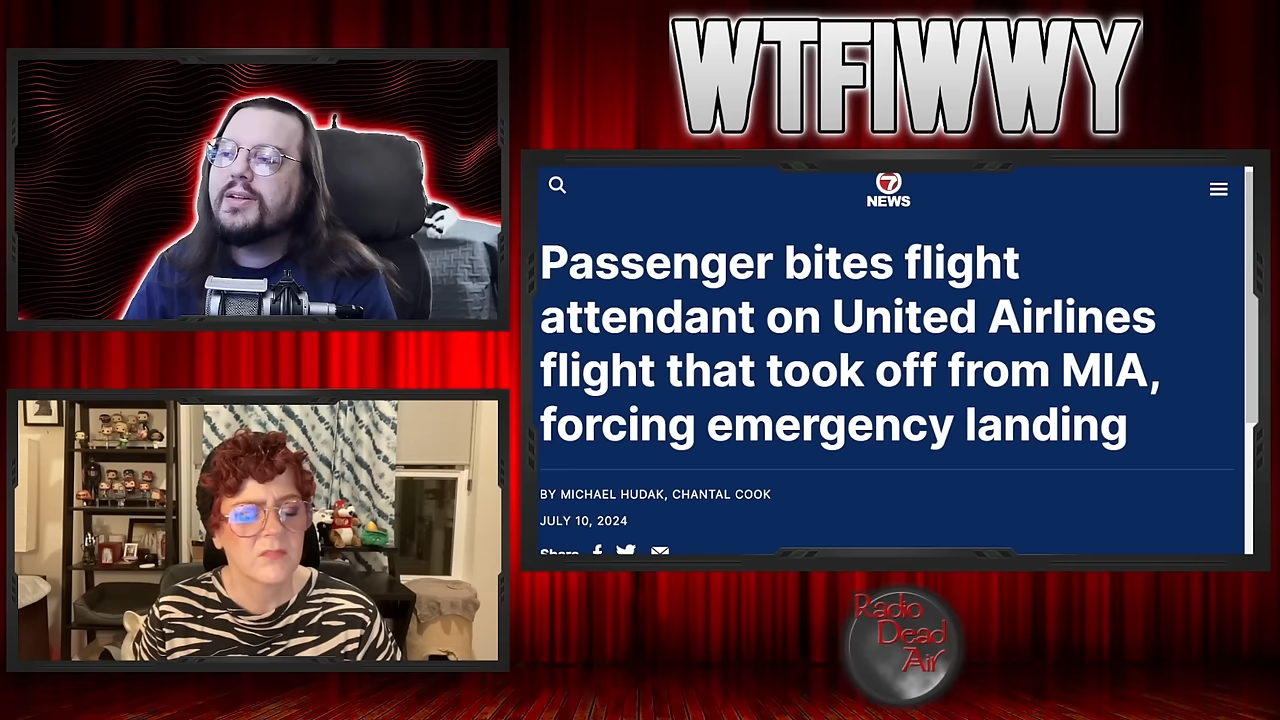 WTFIWWY
7
NEWS
Passenger bites flight
attendant on United Airlines
flight that took off from MIA,
forcing emergency landing
BY MICHAEL HUDAK, CHANTAL COOK
JULY 10, 2024
Share
Radio
Dead
Air